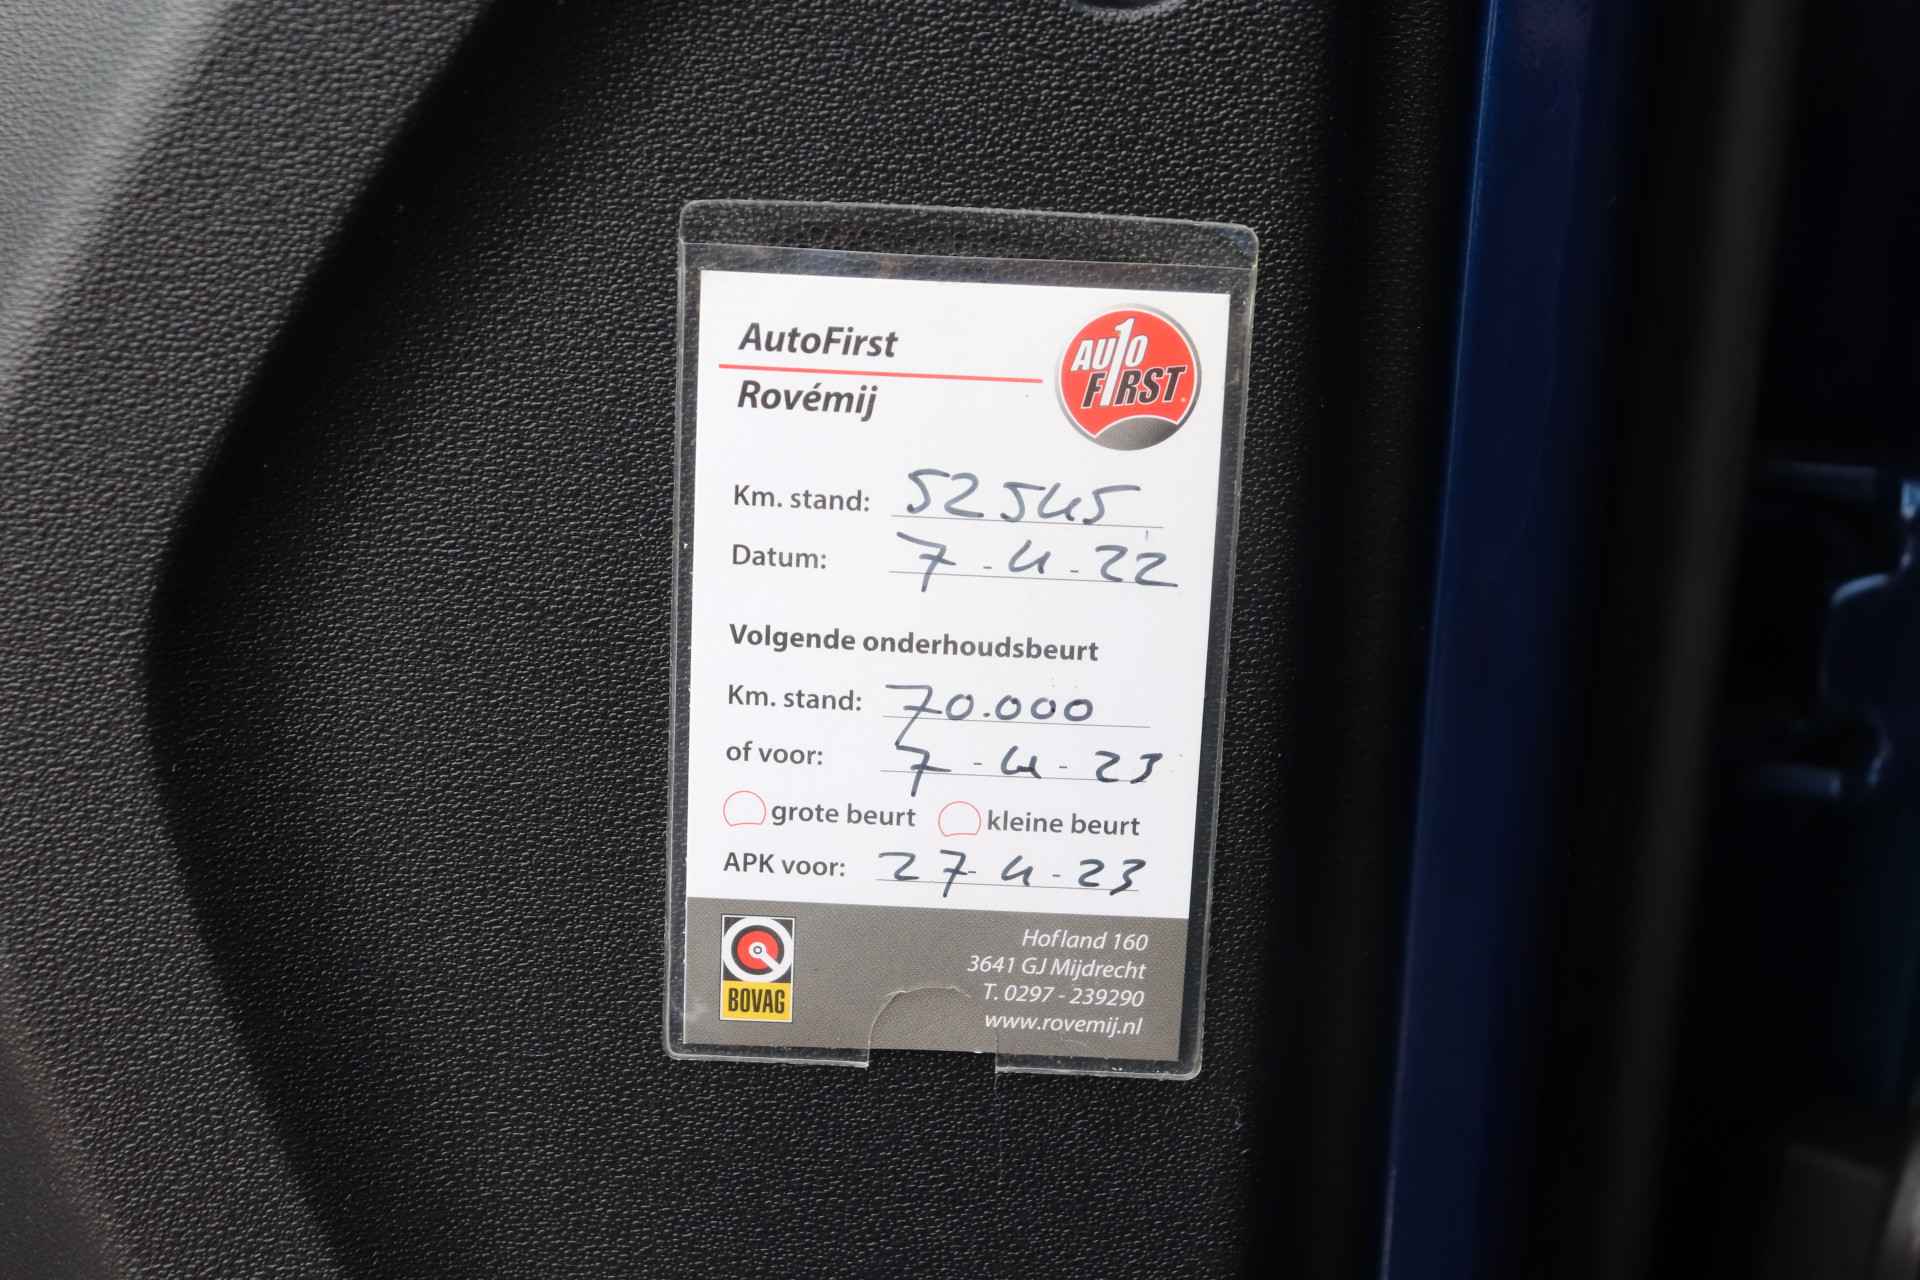 AutoFirst
Rovémij
AUTO
F1RST
Km. stand: 52545
Datum: 7-4-22
Volgende onderhoudsbeurt
Km. stand: 70.000
of voor: 7-4-23
grote beurt kleine beurt
APK voor: 27-4-23
BOVAG
Hofland 160
3641 GJ Mijdrecht
T. 0297 - 239290
www.rovemij.nl